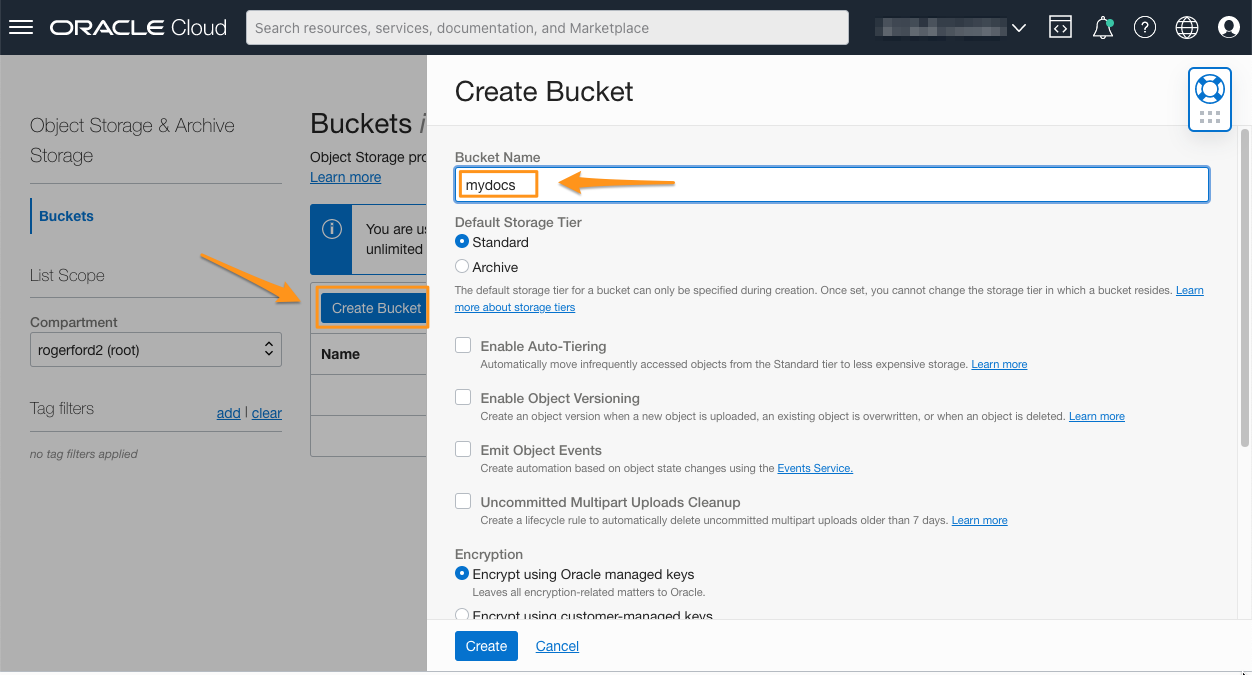 ORACLE Cloud
Search resources, services, documentation, and Marketplace
Object Storage & Archive
Storage
Buckets
List Scope
Compartment
rogerford2 (root)
Tag filters
add | clear
no tag filters applied
Buckets
Object Storage
Learn more
You are
unlimited
Create Bucket
Name
Create Bucket
Bucket Name
mydocs
Default Storage Tier
Standard
Archive
The default storage tier for a bucket can only be specified during creation. Once set, you cannot change the storage tier in which a bucket resides. Learn
more about storage tiers
Enable Auto-Tiering
Automatically move infrequently accessed objects from the Standard tier to less expensive storage. Learn more
Enable Object Versioning
Create an object version when a new object is uploaded, an existing object is overwritten, or when an object is deleted. Learn more
Emit Object Events
Create automation based on object state changes using the Events Service.
Uncommitted Multipart Uploads Cleanup
Create a lifecycle rule to automatically delete uncommitted multipart uploads older than 7 days. Learn more
Encryption
Encrypt using Oracle managed keys
Leaves all encryption-related matters to Oracle.
Encrypt using customer-managed keys
Create
Cancel